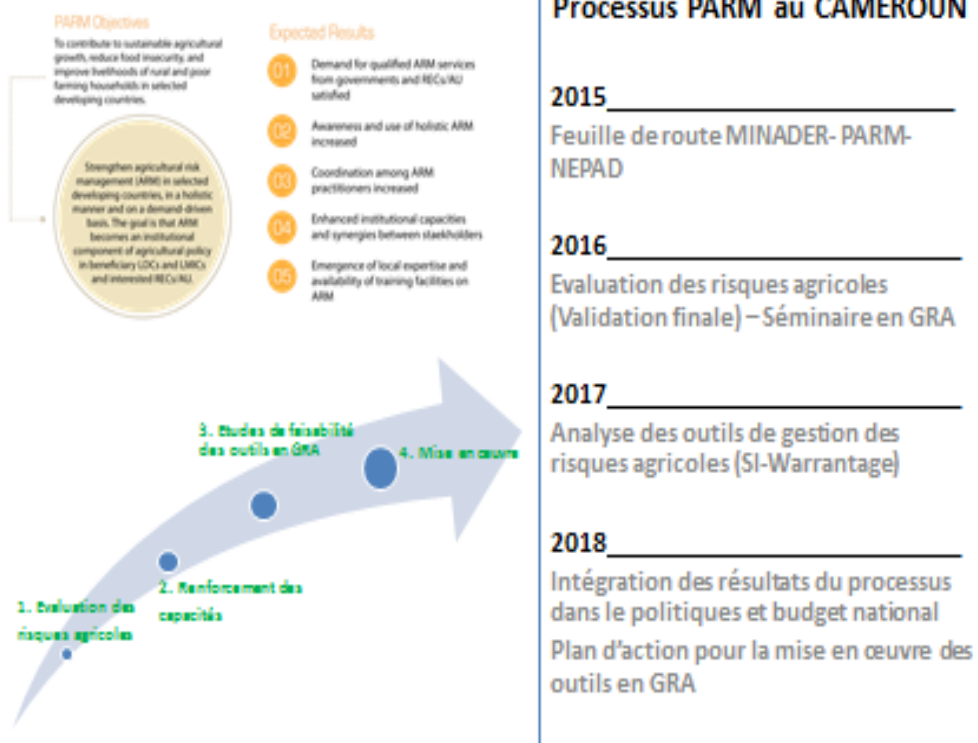 PARM Objectives
To contribute to sustainable agricultural
growth, reduce food insecurity, and
improve livelihoods of rural and poor
farming households in selected
developing countries.
Strengthen agricultural risk
management (ARM) in selected
developing countries, in a holistic
manner and on a demand-driven
basis. The goal is that ARM
becomes an institutional
component of agricultural policy
in beneficiary LDCs and LMICs
and interested RECs/AU.
Expected Results
01
Demand for qualified ARM services
from governments and RECs/AU
satisfied
02
Awareness and use of holistic ARM
increased
03
Coordination among ARM
practitioners increased
04
Enhanced institutional capacities
and synergies between staekholders
05
Emergence of local expertise and
availability of training facilities on
ARM
1. Evaluation des
risques agricoles
2. Renforcement des
capacités
3. Etudes de faisabilité
des outils en GRA
4. Mise en œuvre
Processus PARM au CAMEROUN
2015
Feuille de route MINADER- PARM-
NEPAD
2016
Evaluation des risques agricoles
(Validation finale) – Séminaire en GRA
2017
Analyse des outils de gestion des
risques agricoles (SI-Warrantage)
2018
Intégration des résultats du processus
dans le politiques et budget national
Plan d'action pour la mise en œuvre des
outils en GRA